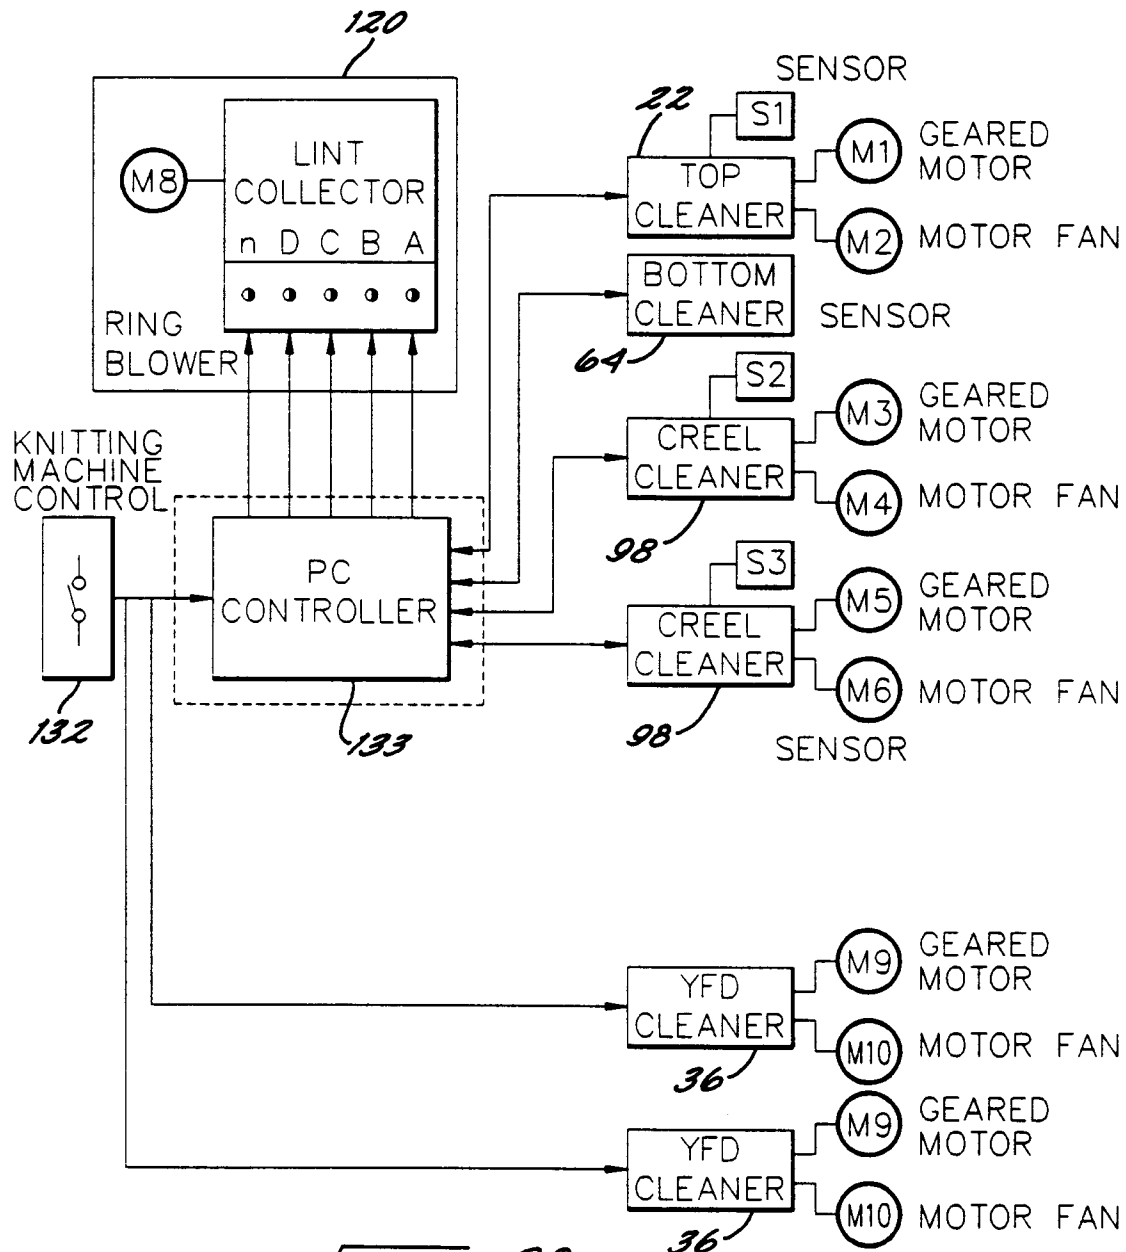 120
SENSOR
22
S1
LINT
COLLECTOR
M8
n D C B A
RING
BLOWER
TOP
CLEANER
M1
GEARED
MOTOR
M2
MOTOR FAN
BOTTOM
CLEANER
SENSOR
64
S2
KNITTING
MACHINE
CONTROL
CREEL
CLEANER
M3
GEARED
MOTOR
M4
MOTOR FAN
98
S3
PC
CONTROLLER
CREEL
CLEANER
M5
GEARED
MOTOR
M6
MOTOR FAN
132
133
98
SENSOR
YFD
CLEANER
M9
GEARED
MOTOR
M10
MOTOR FAN
36
YFD
CLEANER
M9
GEARED
MOTOR
M10
MOTOR FAN
36